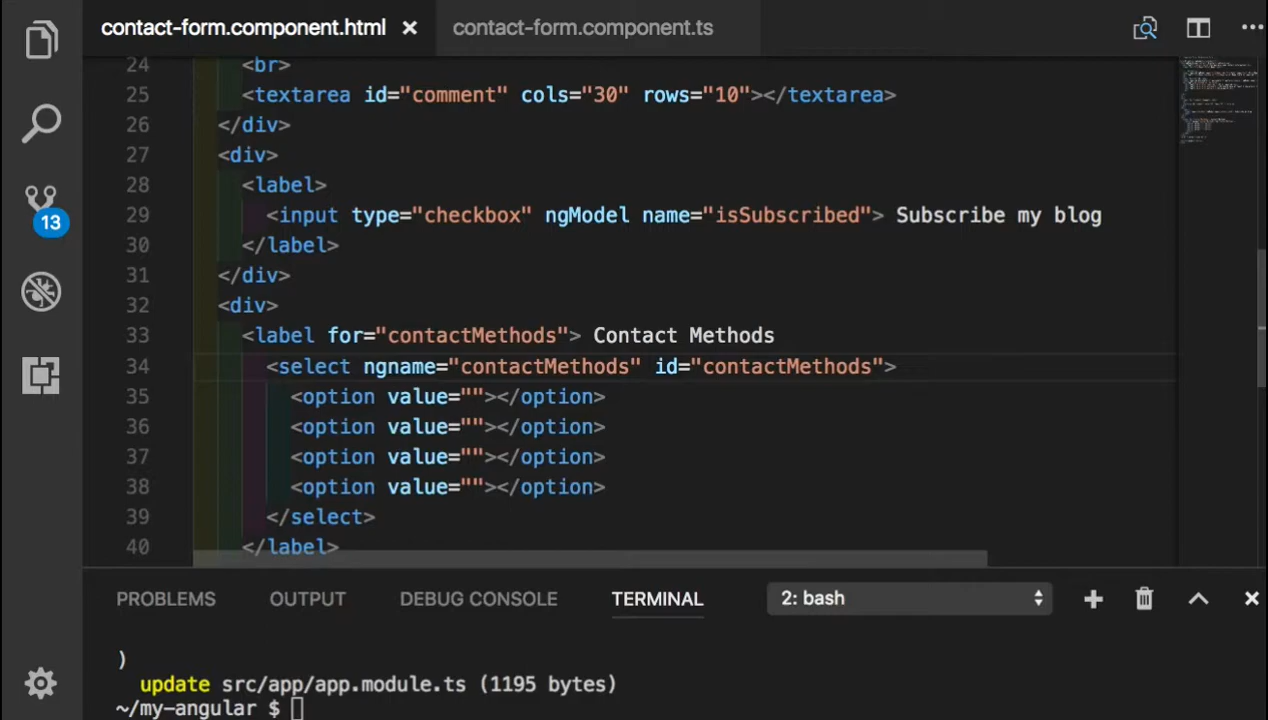 contact-form.component.html
contact-form.component.ts
24 <br>
25 <textarea id="comment" cols="30" rows="10"></textarea>
26 </div>
27 <div>
28 <label>
29 <input type="checkbox" ngModel name="isSubscribed"> Subscribe my blog
30 </label>
31 </div>
32 <div>
33 <label for="contactMethods"> Contact Methods
34 <select ngname="contactMethods" id="contactMethods">
35 <option value=""></option>
36 <option value=""></option>
37 <option value=""></option>
38 <option value=""></option>
39 </select>
40 </label>
13
PROBLEMS OUTPUT DEBUG CONSOLE TERMINAL 2: bash
)
update src/app/app.module.ts (1195 bytes)
~/my-angular $